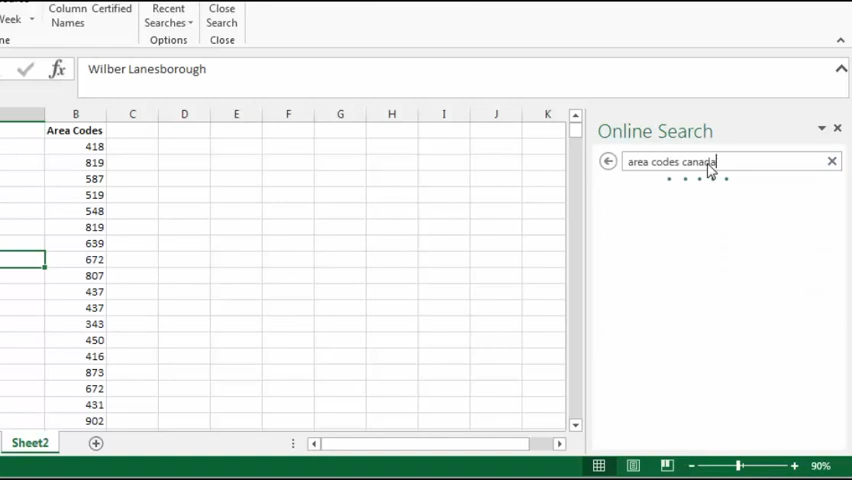 Week
Column Certified
Names
Recent
Searches
Options
Close
Search
Close
fx
Wilber Lanesborough
B C D E F G H I J K
Area Codes
418
819
587
519
548
819
639
672
807
437
437
343
450
416
873
672
431
902
Sheet2
Online Search
area codes canada
90%